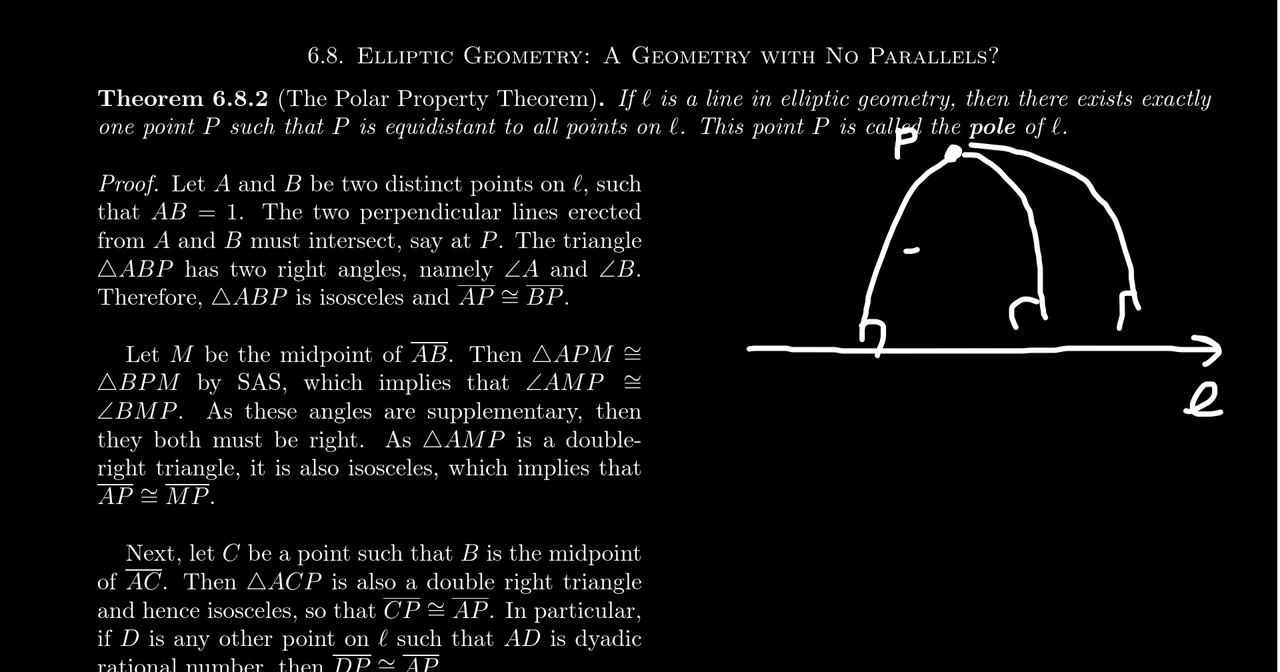 6.8. Elliptic Geometry: A Geometry with No Parallels?
Theorem 6.8.2 (The Polar Property Theorem). If ℓ is a line in elliptic geometry, then there exists exactly
one point P such that P is equidistant to all points on ℓ. This point P is called the pole of ℓ.
P
Proof. Let A and B be two distinct points on ℓ, such
that AB = 1. The two perpendicular lines erected
from A and B must intersect, say at P. The triangle
△ABP has two right angles, namely ∠A and ∠B.
Therefore, △ABP is isosceles and A̅P̅ ≅ B̅P̅.
Let M be the midpoint of A̅B̅. Then △APM ≅
△BPM by SAS, which implies that ∠AMP ≅
∠BMP. As these angles are supplementary, then
they both must be right. As △AMP is a double-
right triangle, it is also isosceles, which implies that
A̅P̅ ≅ M̅P̅.
Next, let C be a point such that B is the midpoint
of A̅C̅. Then △ACP is also a double right triangle
and hence isosceles, so that C̅P̅ ≅ A̅P̅. In particular,
if D is any other point on ℓ such that AD is dyadic
rational number, then D̅P̅ ≅ A̅P̅
ℓ